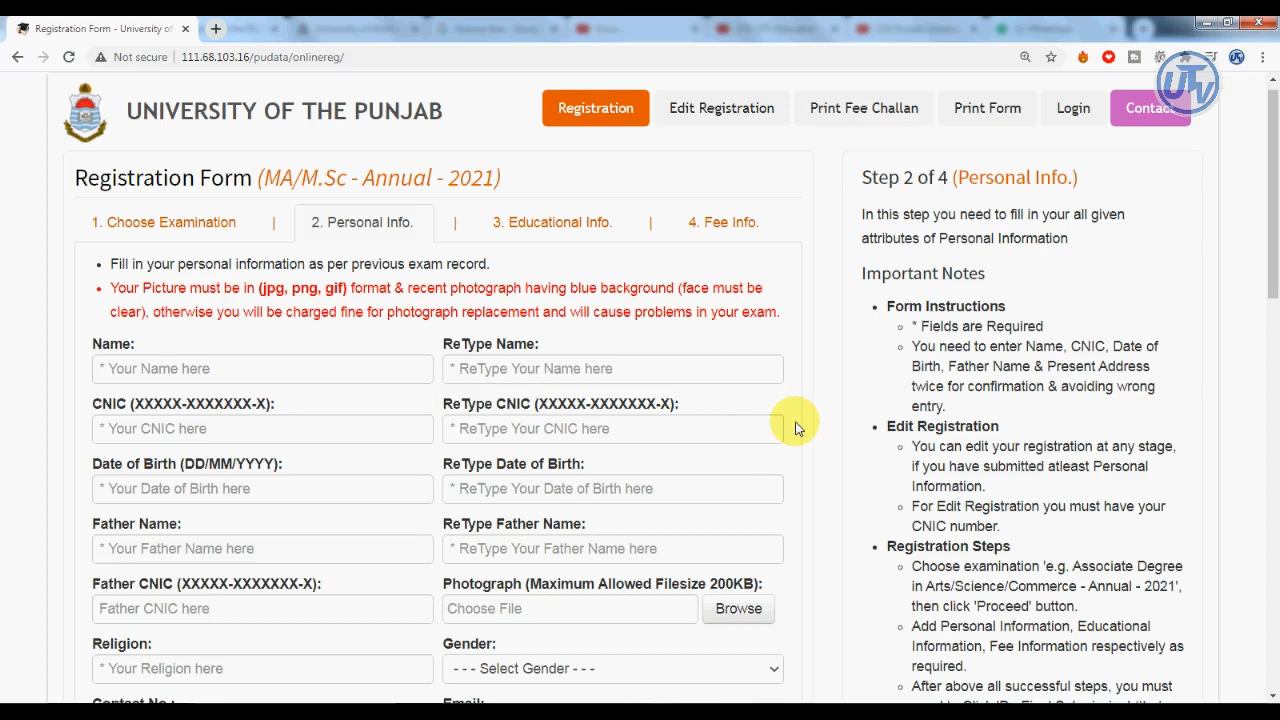 Registration Form - University of
Not secure | 111.68.103.16/pudata/onlinereg/
UTV
UNIVERSITY OF THE PUNJAB
Registration
Edit Registration
Print Fee Challan
Print Form
Login
Contact
Registration Form (MA/M.Sc - Annual - 2021)
1. Choose Examination | 2. Personal Info. | 3. Educational Info. | 4. Fee Info.
• Fill in your personal information as per previous exam record.
• Your Picture must be in (jpg, png, gif) format & recent photograph having blue background (face must be
clear), otherwise you will be charged fine for photograph replacement and will cause problems in your exam.
Name:
ReType Name:
* Your Name here
* ReType Your Name here
CNIC (XXXXX-XXXXXXX-X):
ReType CNIC (XXXXX-XXXXXXX-X):
* Your CNIC here
* ReType Your CNIC here
Date of Birth (DD/MM/YYYY):
ReType Date of Birth:
* Your Date of Birth here
* ReType Your Date of Birth here
Father Name:
ReType Father Name:
* Your Father Name here
* ReType Your Father Name here
Father CNIC (XXXXX-XXXXXXX-X):
Photograph (Maximum Allowed Filesize 200KB):
Father CNIC here
Choose File
Browse
Religion:
Gender:
* Your Religion here
- - - Select Gender - - -
Contact No.:
Email:
Step 2 of 4 (Personal Info.)
In this step you need to fill in your all given
attributes of Personal Information
Important Notes
• Form Instructions
* Fields are Required
You need to enter Name, CNIC, Date of
Birth, Father Name & Present Address
twice for confirmation & avoiding wrong
entry.
• Edit Registration
You can edit your registration at any stage,
if you have submitted atleast Personal
Information.
For Edit Registration you must have your
CNIC number.
• Registration Steps
Choose examination 'e.g. Associate Degree
in Arts/Science/Commerce - Annual - 2021',
then click 'Proceed' button.
Add Personal Information, Educational
Information, Fee Information respectively as
required.
After above all successful steps, you must